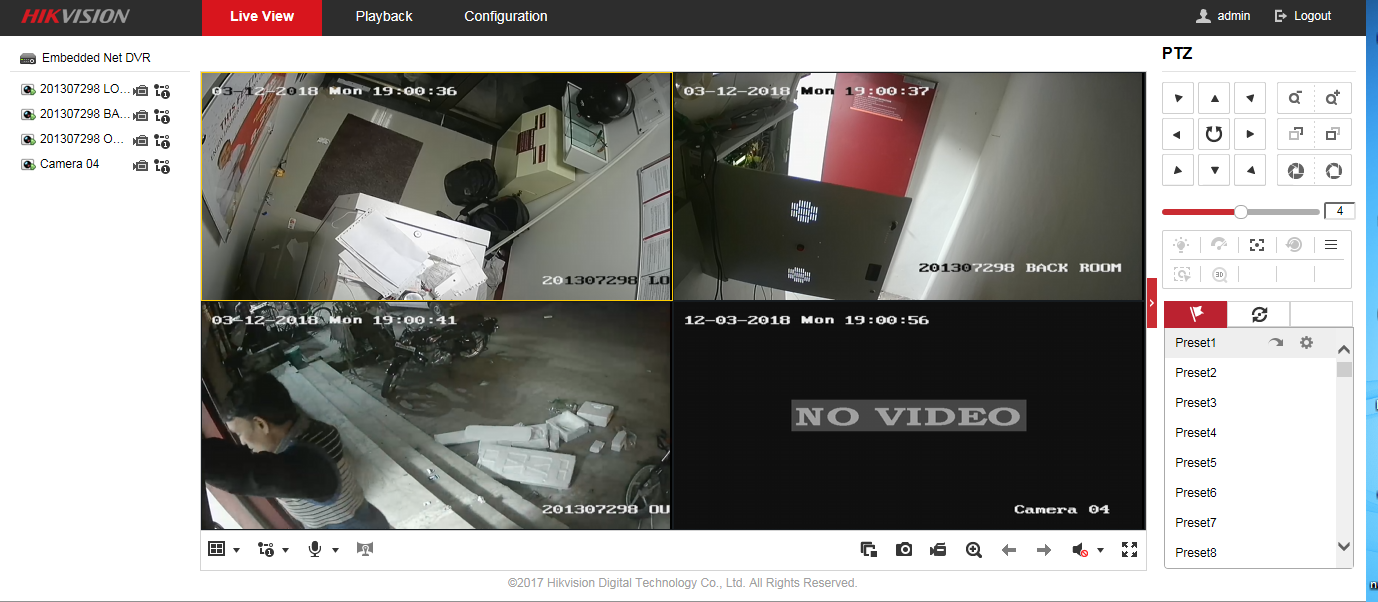 HIKVISION
Live View
Playback
Configuration
admin
Logout
Embedded Net DVR
201307298 LO...
201307298 BA...
201307298 O...
Camera 04
03-12-2018 Mon 19:00:36
201307298 LO
03-12-2018 Mon 19:00:37
201307298 BACK ROOM
03-12-2018 Mon 19:00:41
201307298 OU
12-03-2018 Mon 19:00:56
NO VIDEO
Camera 04
PTZ
4
3D
Preset1
Preset2
Preset3
Preset4
Preset5
Preset6
Preset7
Preset8
©2017 Hikvision Digital Technology Co., Ltd. All Rights Reserved.